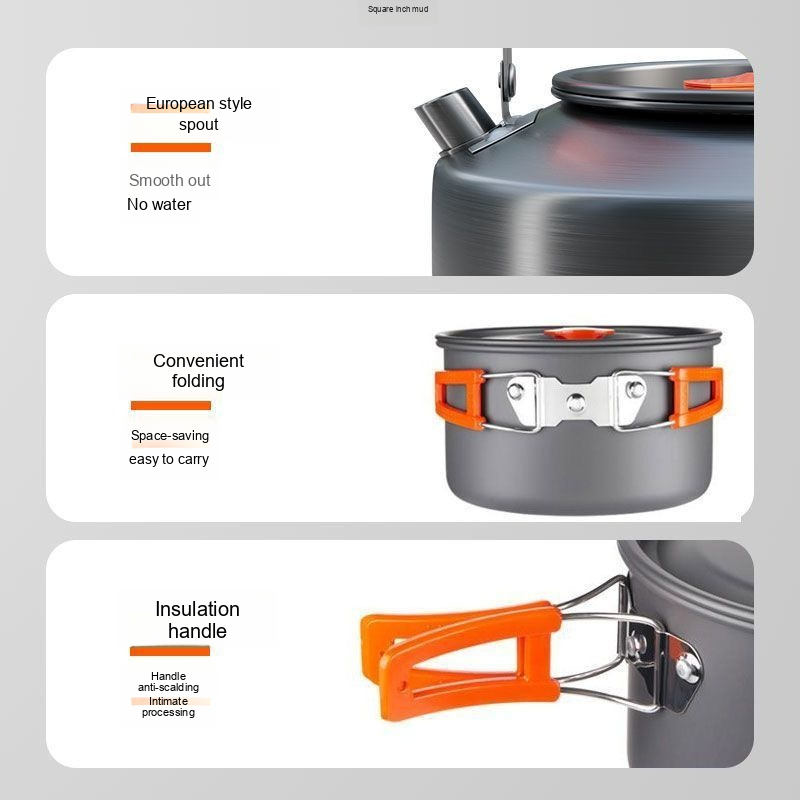 Square inch mud
European style
spout
Smooth out
No water
Convenient
folding
Space-saving
easy to carry
Insulation
handle
Handle
anti-scalding
Intimate
processing